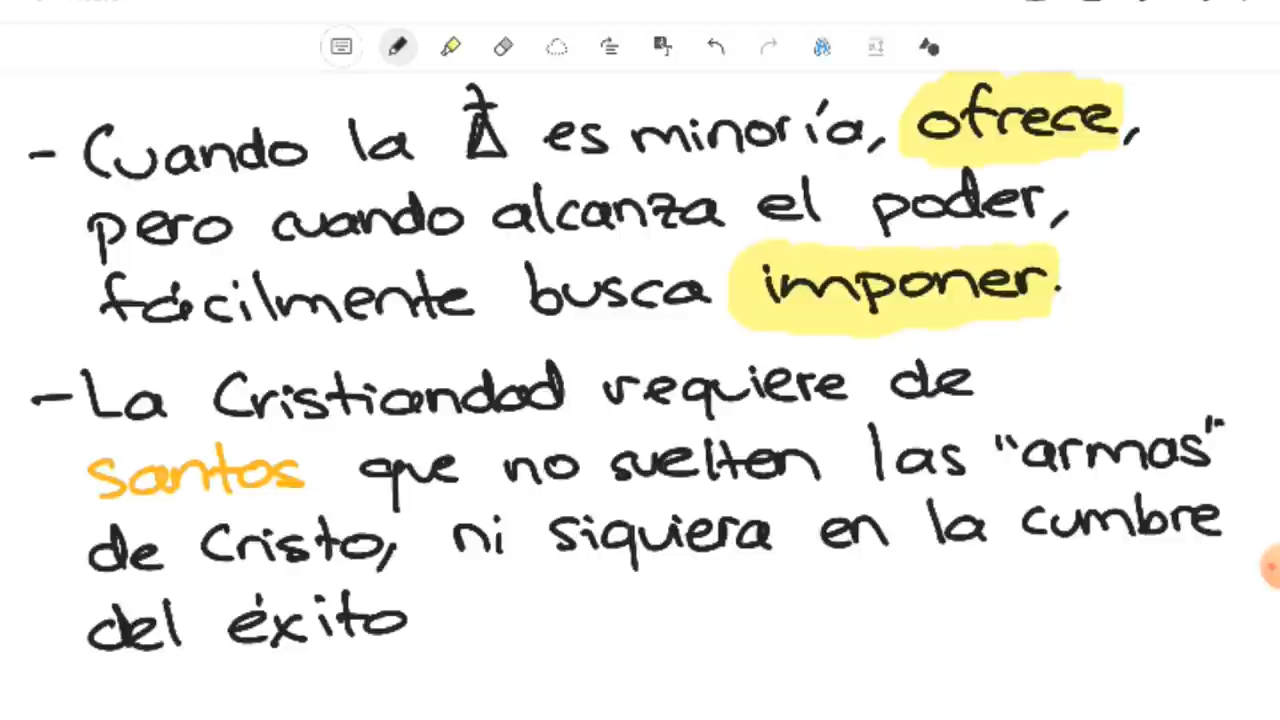 - Cuando la es minoría, ofrece,
pero cuando alcanza el poder,
fácilmente busca imponer.
- La Cristiandad requiere de
santos que no suelten las "armas"
de Cristo, ni siquiera en la cumbre
del éxito